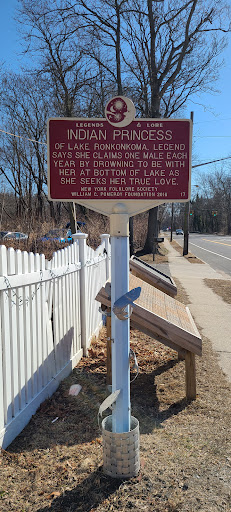 LEGENDS & LORE
INDIAN PRINCESS
OF LAKE RONKONKOMA. LEGEND
SAYS SHE CLAIMS ONE MALE EACH
YEAR BY DROWNING TO BE WITH
HER AT BOTTOM OF LAKE AS
SHE SEEKS HER TRUE LOVE.
NEW YORK FOLKLORE SOCIETY
WILLIAM G. POMEROY FOUNDATION 2016
17